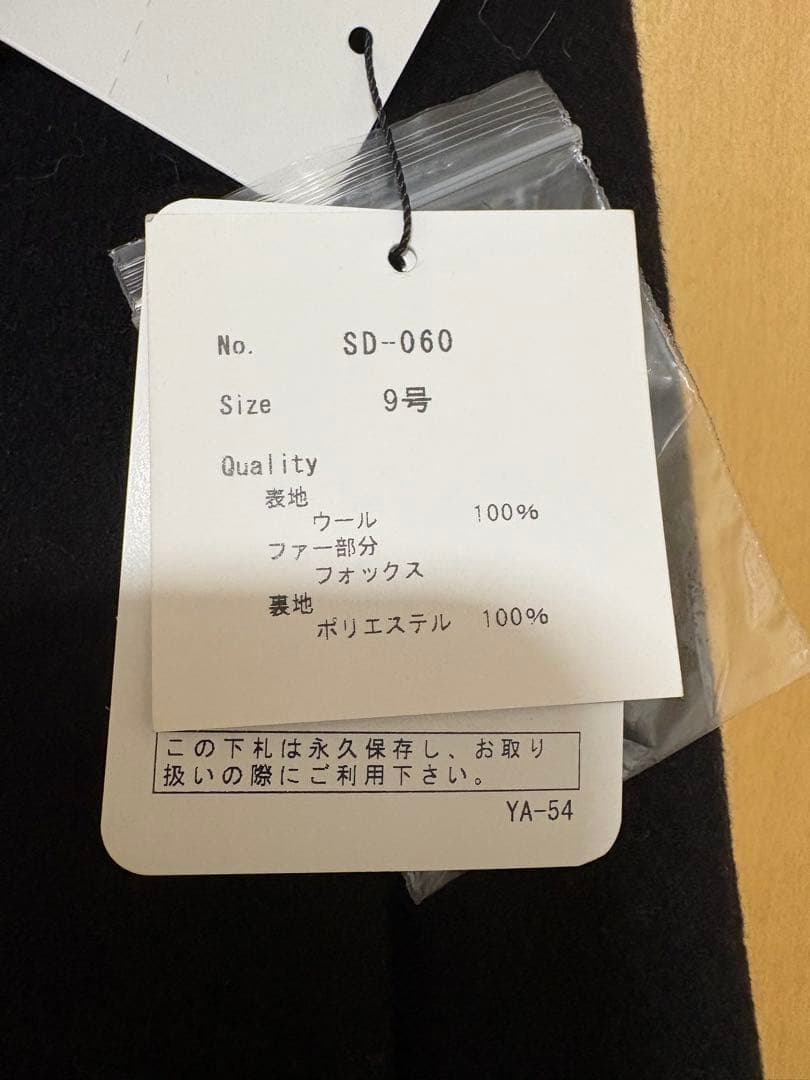 No. SD-060
Size 9号
Quality
表地
ウール 100%
ファー部分
フォックス
裏地
ポリエステル 100%
この下札は永久保存し、お取り
扱いの際にご利用下さい。
YA-54